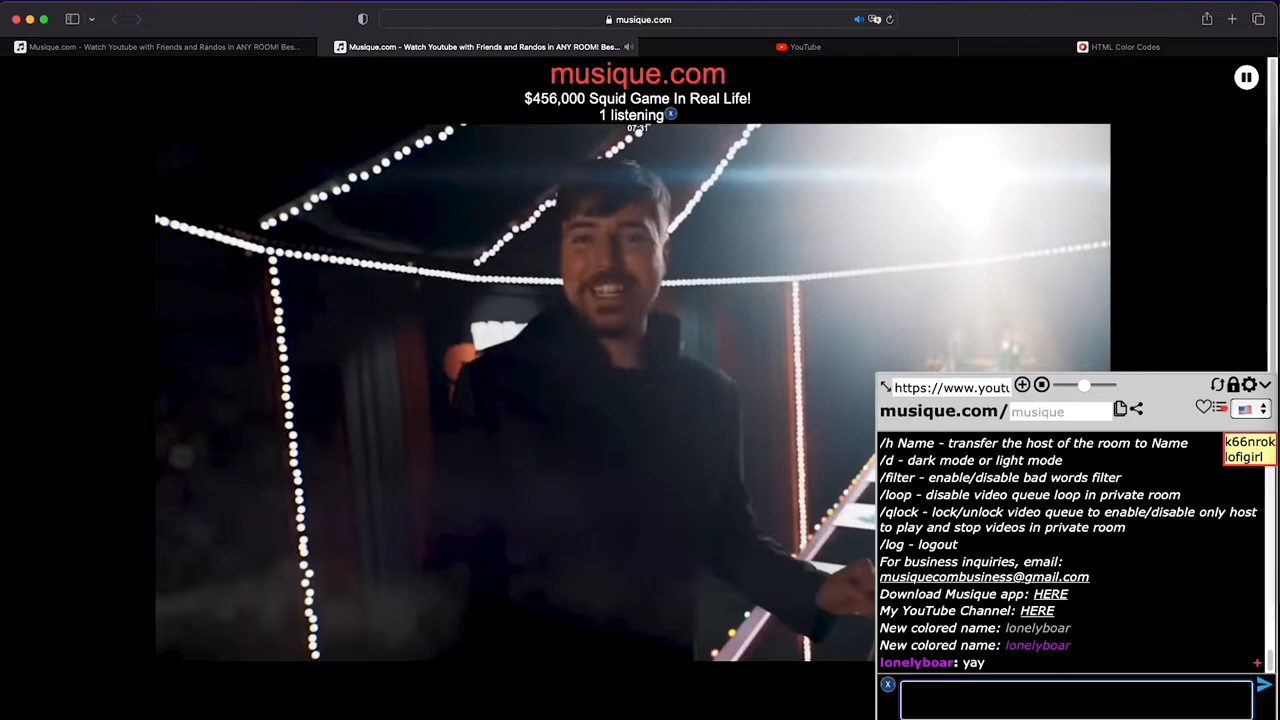 musique.com
Musique.com - Watch Youtube with Friends and Randos in ANY ROOM! Bes...
Musique.com - Watch Youtube with Friends and Randos in ANY ROOM! Bes...
YouTube
HTML Color Codes
musique.com
$456,000 Squid Game In Real Life!
1 listening
07:31
https://www.youtu
musique.com/ musique
/h Name - transfer the host of the room to Name
/d - dark mode or light mode
/filter - enable/disable bad words filter
/loop - disable video queue loop in private room
/qlock - lock/unlock video queue to enable/disable only host
to play and stop videos in private room
/log - logout
For business inquiries, email:
musiquecombusiness@gmail.com
Download Musique app: HERE
My YouTube Channel: HERE
New colored name: lonelyboar
New colored name: lonelyboar
lonelyboar: yay
k66nrok
lofigirl